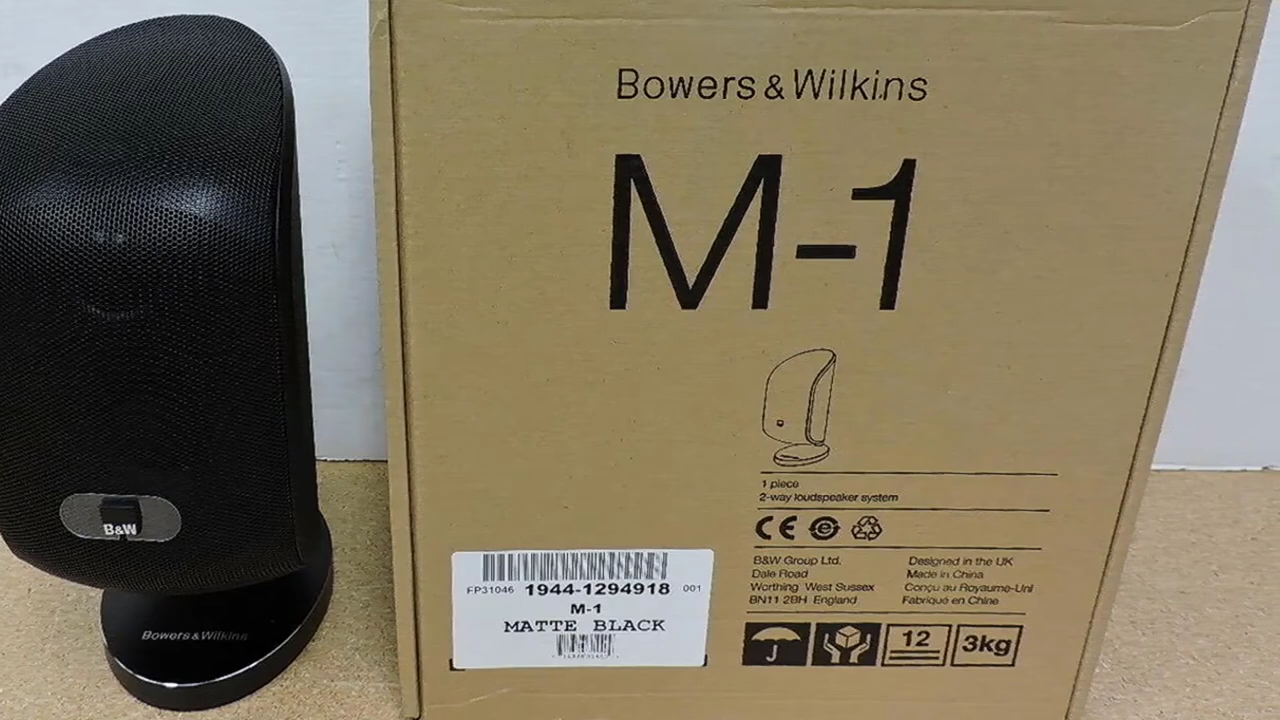 B&W
Bowers & Wilkins
Bowers & Wilkins
M-1
1 piece
2-way loudspeaker system
CE
B&W Group Ltd.
Dale Road
Worthing West Sussex
BN11 2BH England
Designed in the UK
Made in China
Conçu au Royaume-Uni
Fabriqué en Chine
FP31046 1944-1294918 001
M-1
MATTE BLACK
12
3kg